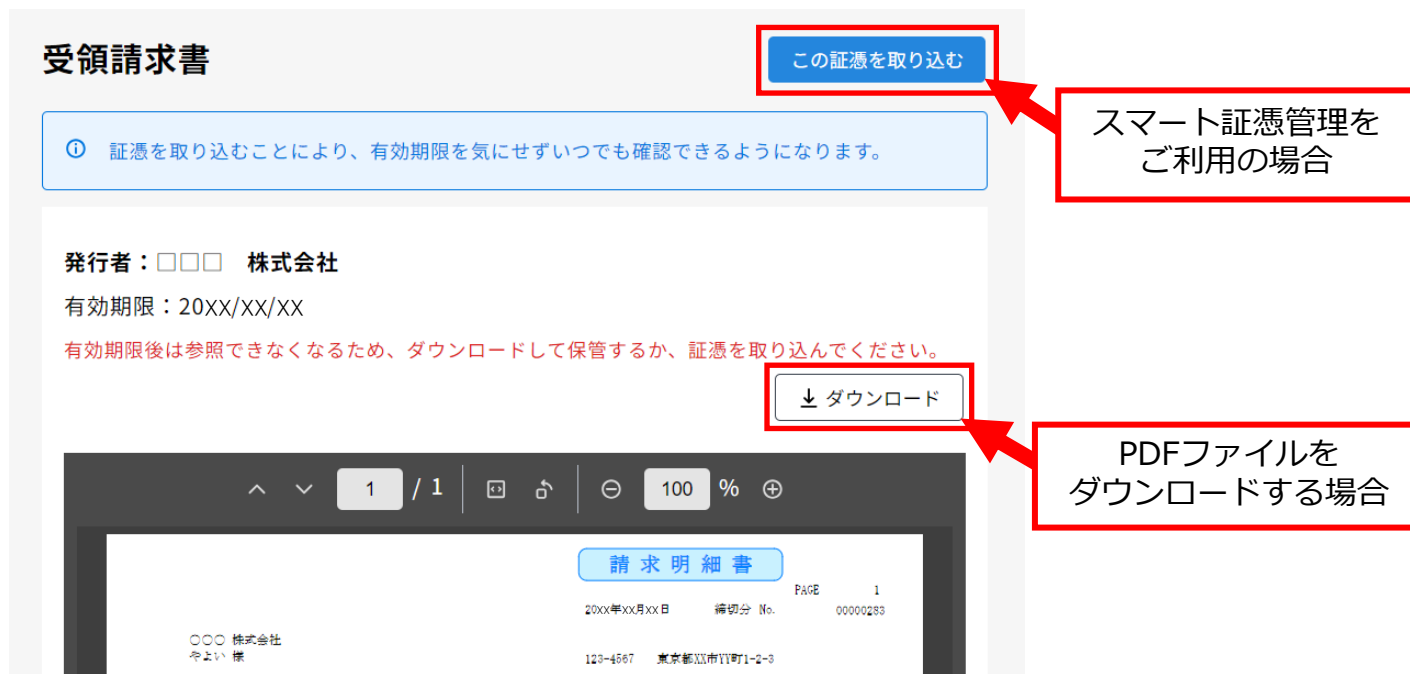 受領請求書
この証憑を取り込む
スマート証憑管理を
ご利用の場合
証憑を取り込むことにより、有効期限を気にせずいつでも確認できるようになります。
発行者：□□□　株式会社
有効期限：20XX/XX/XX
有効期限後は参照できなくなるため、ダウンロードして保管するか、証憑を取り込んでください。
ダウンロード
PDFファイルを
ダウンロードする場合
1 / 1 100 %
請求明細書
PAGE 1
20xx年xx月xx日 締切分 No. 00000283
〇〇〇 株式会社
やよい 様
123-4567 東京都XX市YY町1-2-3